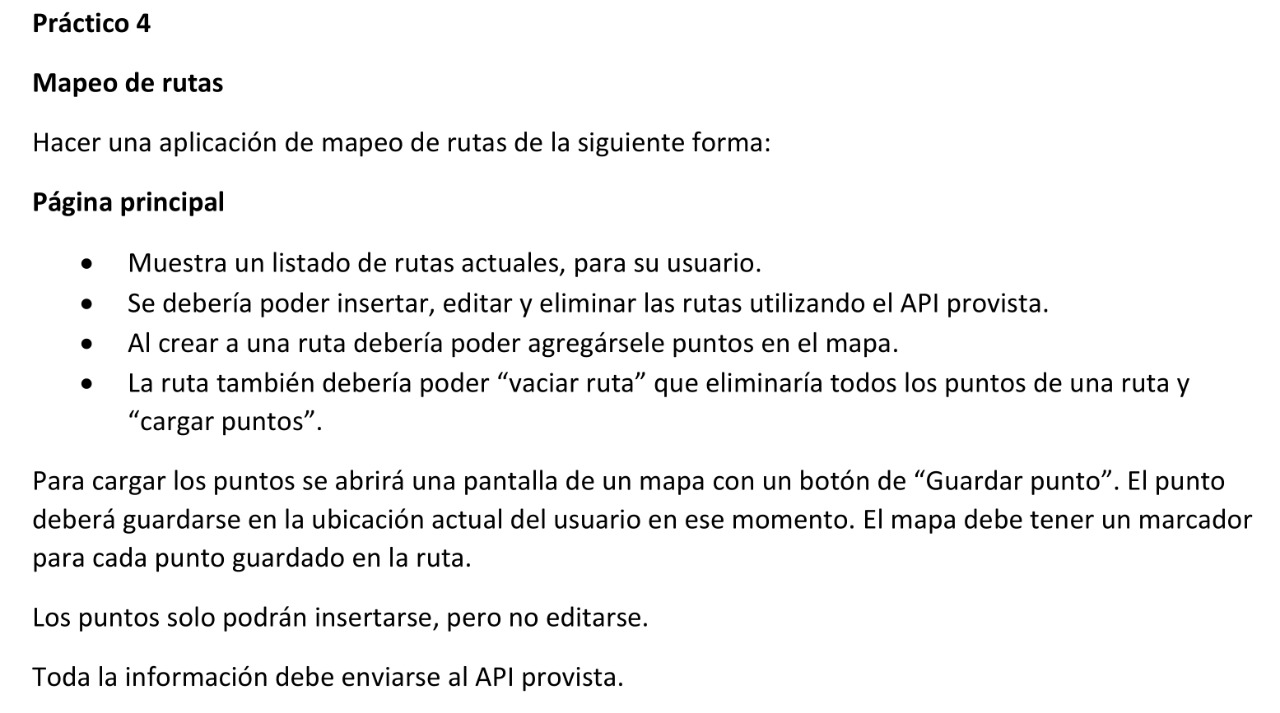 Práctico 4
Mapeo de rutas
Hacer una aplicación de mapeo de rutas de la siguiente forma:
Página principal
• Muestra un listado de rutas actuales, para su usuario.
• Se debería poder insertar, editar y eliminar las rutas utilizando el API provista.
• Al crear a una ruta debería poder agregársele puntos en el mapa.
• La ruta también debería poder “vaciar ruta” que eliminaría todos los puntos de una ruta y
“cargar puntos”.
Para cargar los puntos se abrirá una pantalla de un mapa con un botón de “Guardar punto”. El punto
deberá guardarse en la ubicación actual del usuario en ese momento. El mapa debe tener un marcador
para cada punto guardado en la ruta.
Los puntos solo podrán insertarse, pero no editarse.
Toda la información debe enviarse al API provista.